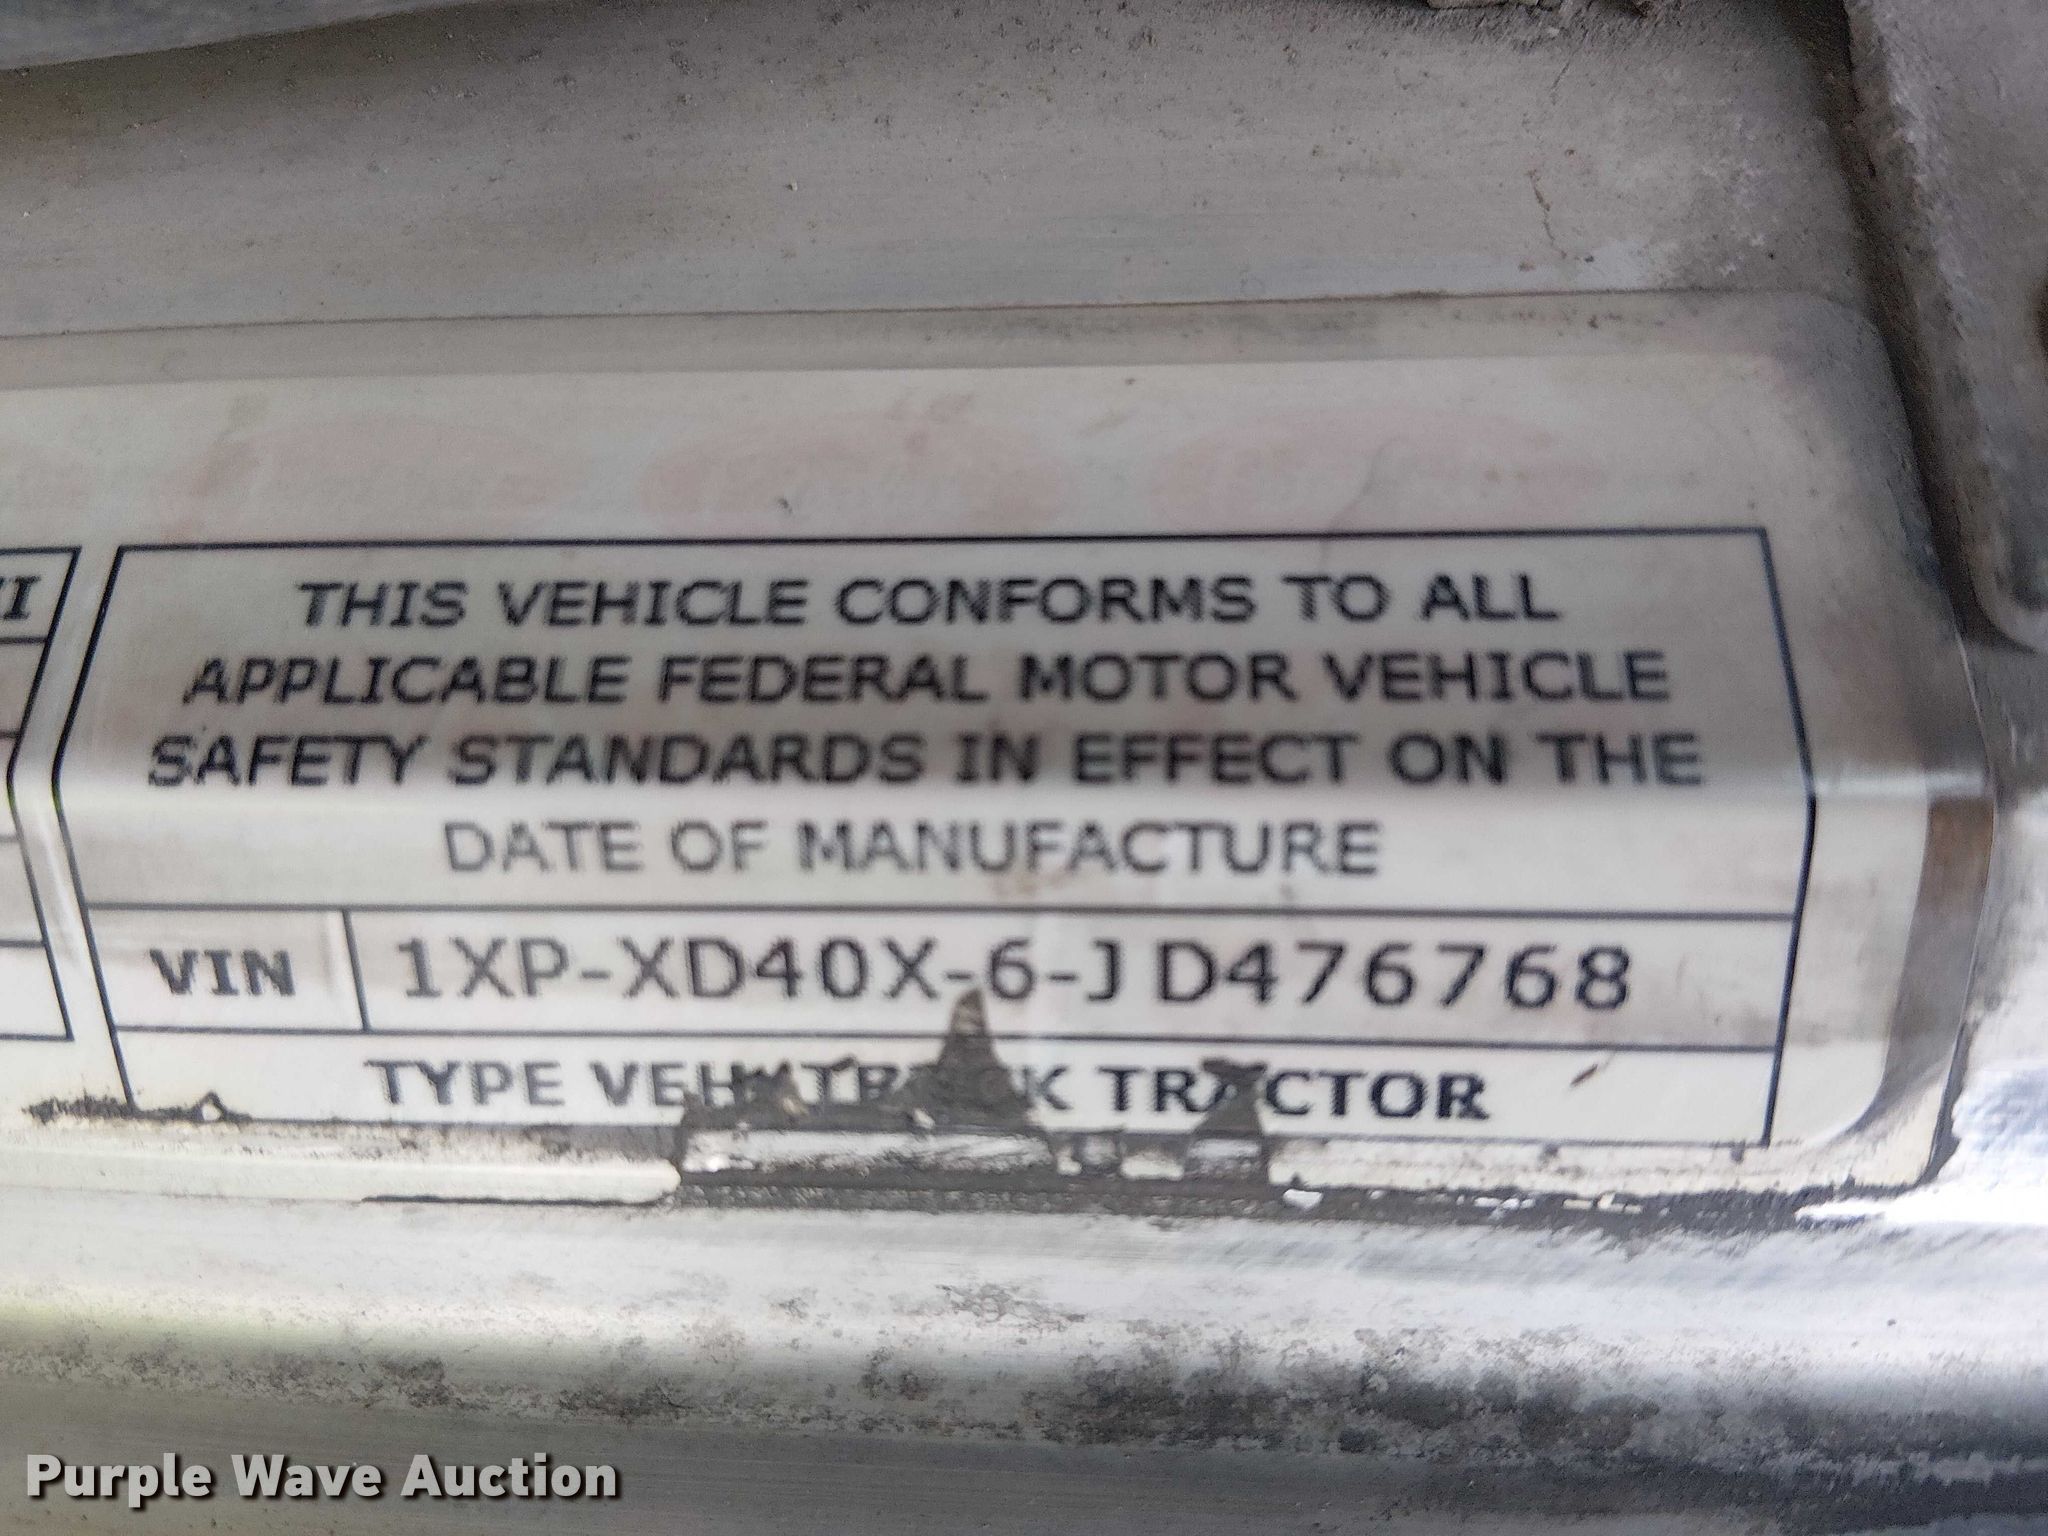 THIS VEHICLE CONFORMS TO ALL
APPLICABLE FEDERAL MOTOR VEHICLE
SAFETY STANDARDS IN EFFECT ON THE
DATE OF MANUFACTURE
VIN 1XP-XD40X-6-JD476768
TYPE VEH TRACTOR
Purple Wave Auction